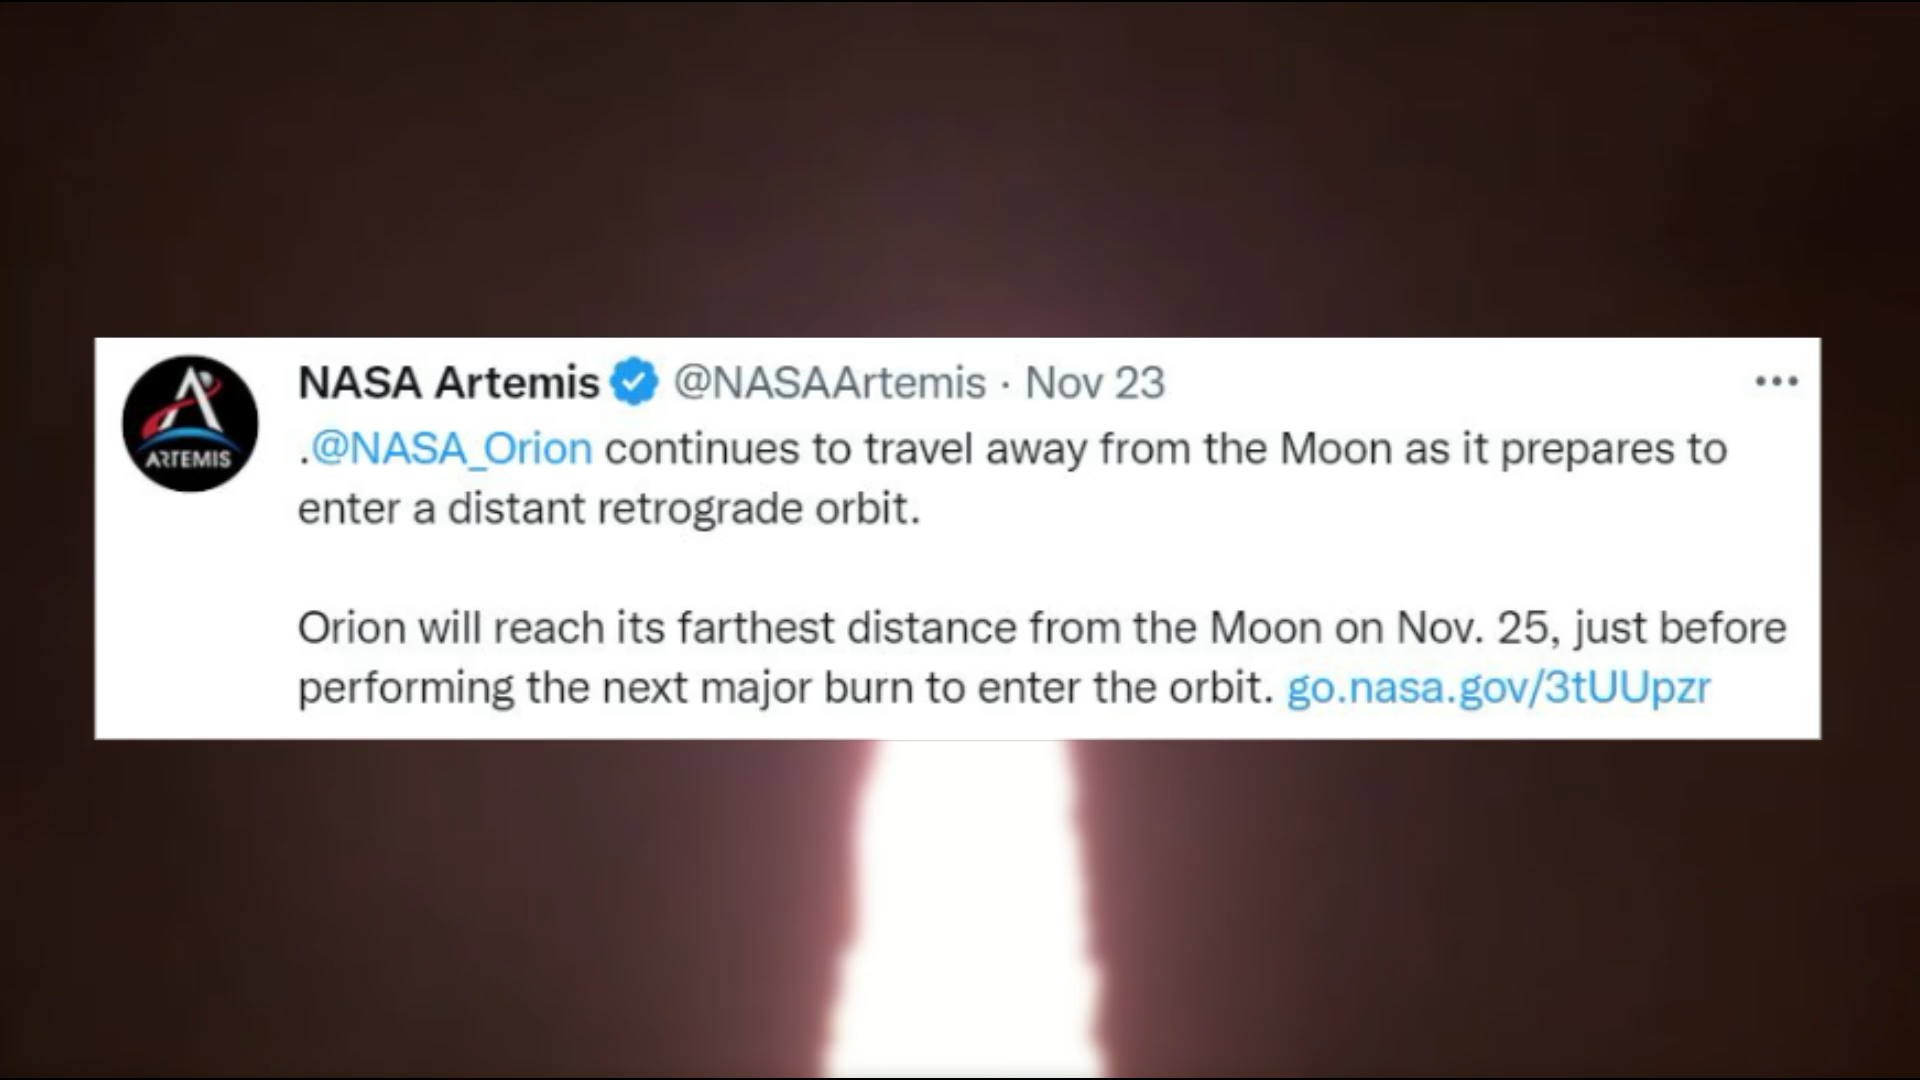 NASA Artemis @NASAArtemis · Nov 23
ARTEMIS
.@NASA_Orion continues to travel away from the Moon as it prepares to
enter a distant retrograde orbit.
Orion will reach its farthest distance from the Moon on Nov. 25, just before
performing the next major burn to enter the orbit. go.nasa.gov/3tUUpzr